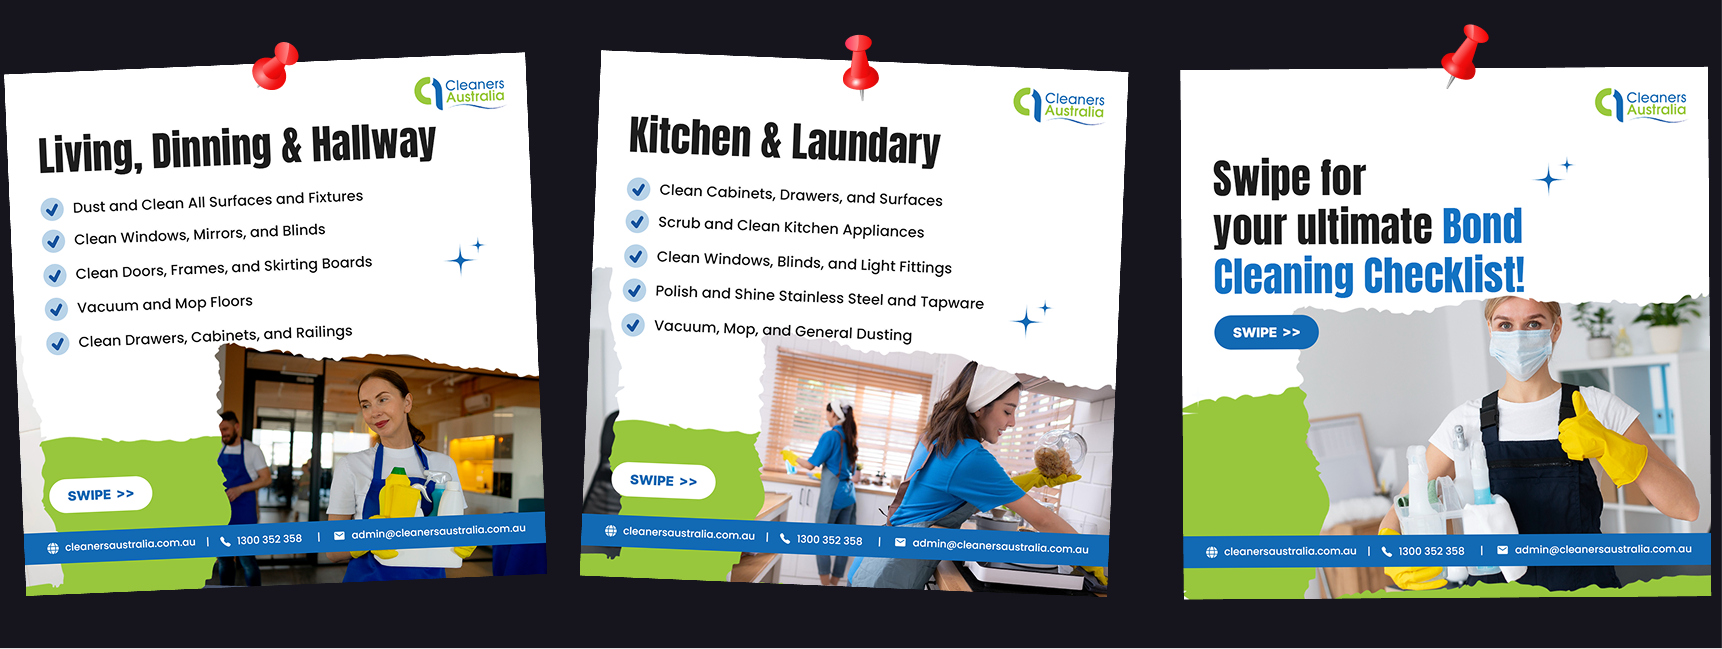 Cleaners
Australia
Living, Dinning & Hallway
Dust and Clean All Surfaces and Fixtures
Clean Windows, Mirrors, and Blinds
Clean Doors, Frames, and Skirting Boards
Vacuum and Mop Floors
Clean Drawers, Cabinets, and Railings
SWIPE >>
cleanersaustralia.com.au | 1300 352 358 | admin@cleanersaustralia.com.au
Cleaners
Australia
Kitchen & Laundary
Clean Cabinets, Drawers, and Surfaces
Scrub and Clean Kitchen Appliances
Clean Windows, Blinds, and Light Fittings
Polish and Shine Stainless Steel and Tapware
Vacuum, Mop, and General Dusting
SWIPE >>
cleanersaustralia.com.au | 1300 352 358 | admin@cleanersaustralia.com.au
Cleaners
Australia
Swipe for
your ultimate Bond
Cleaning Checklist!
SWIPE >>
cleanersaustralia.com.au | 1300 352 358 | admin@cleanersaustralia.com.au